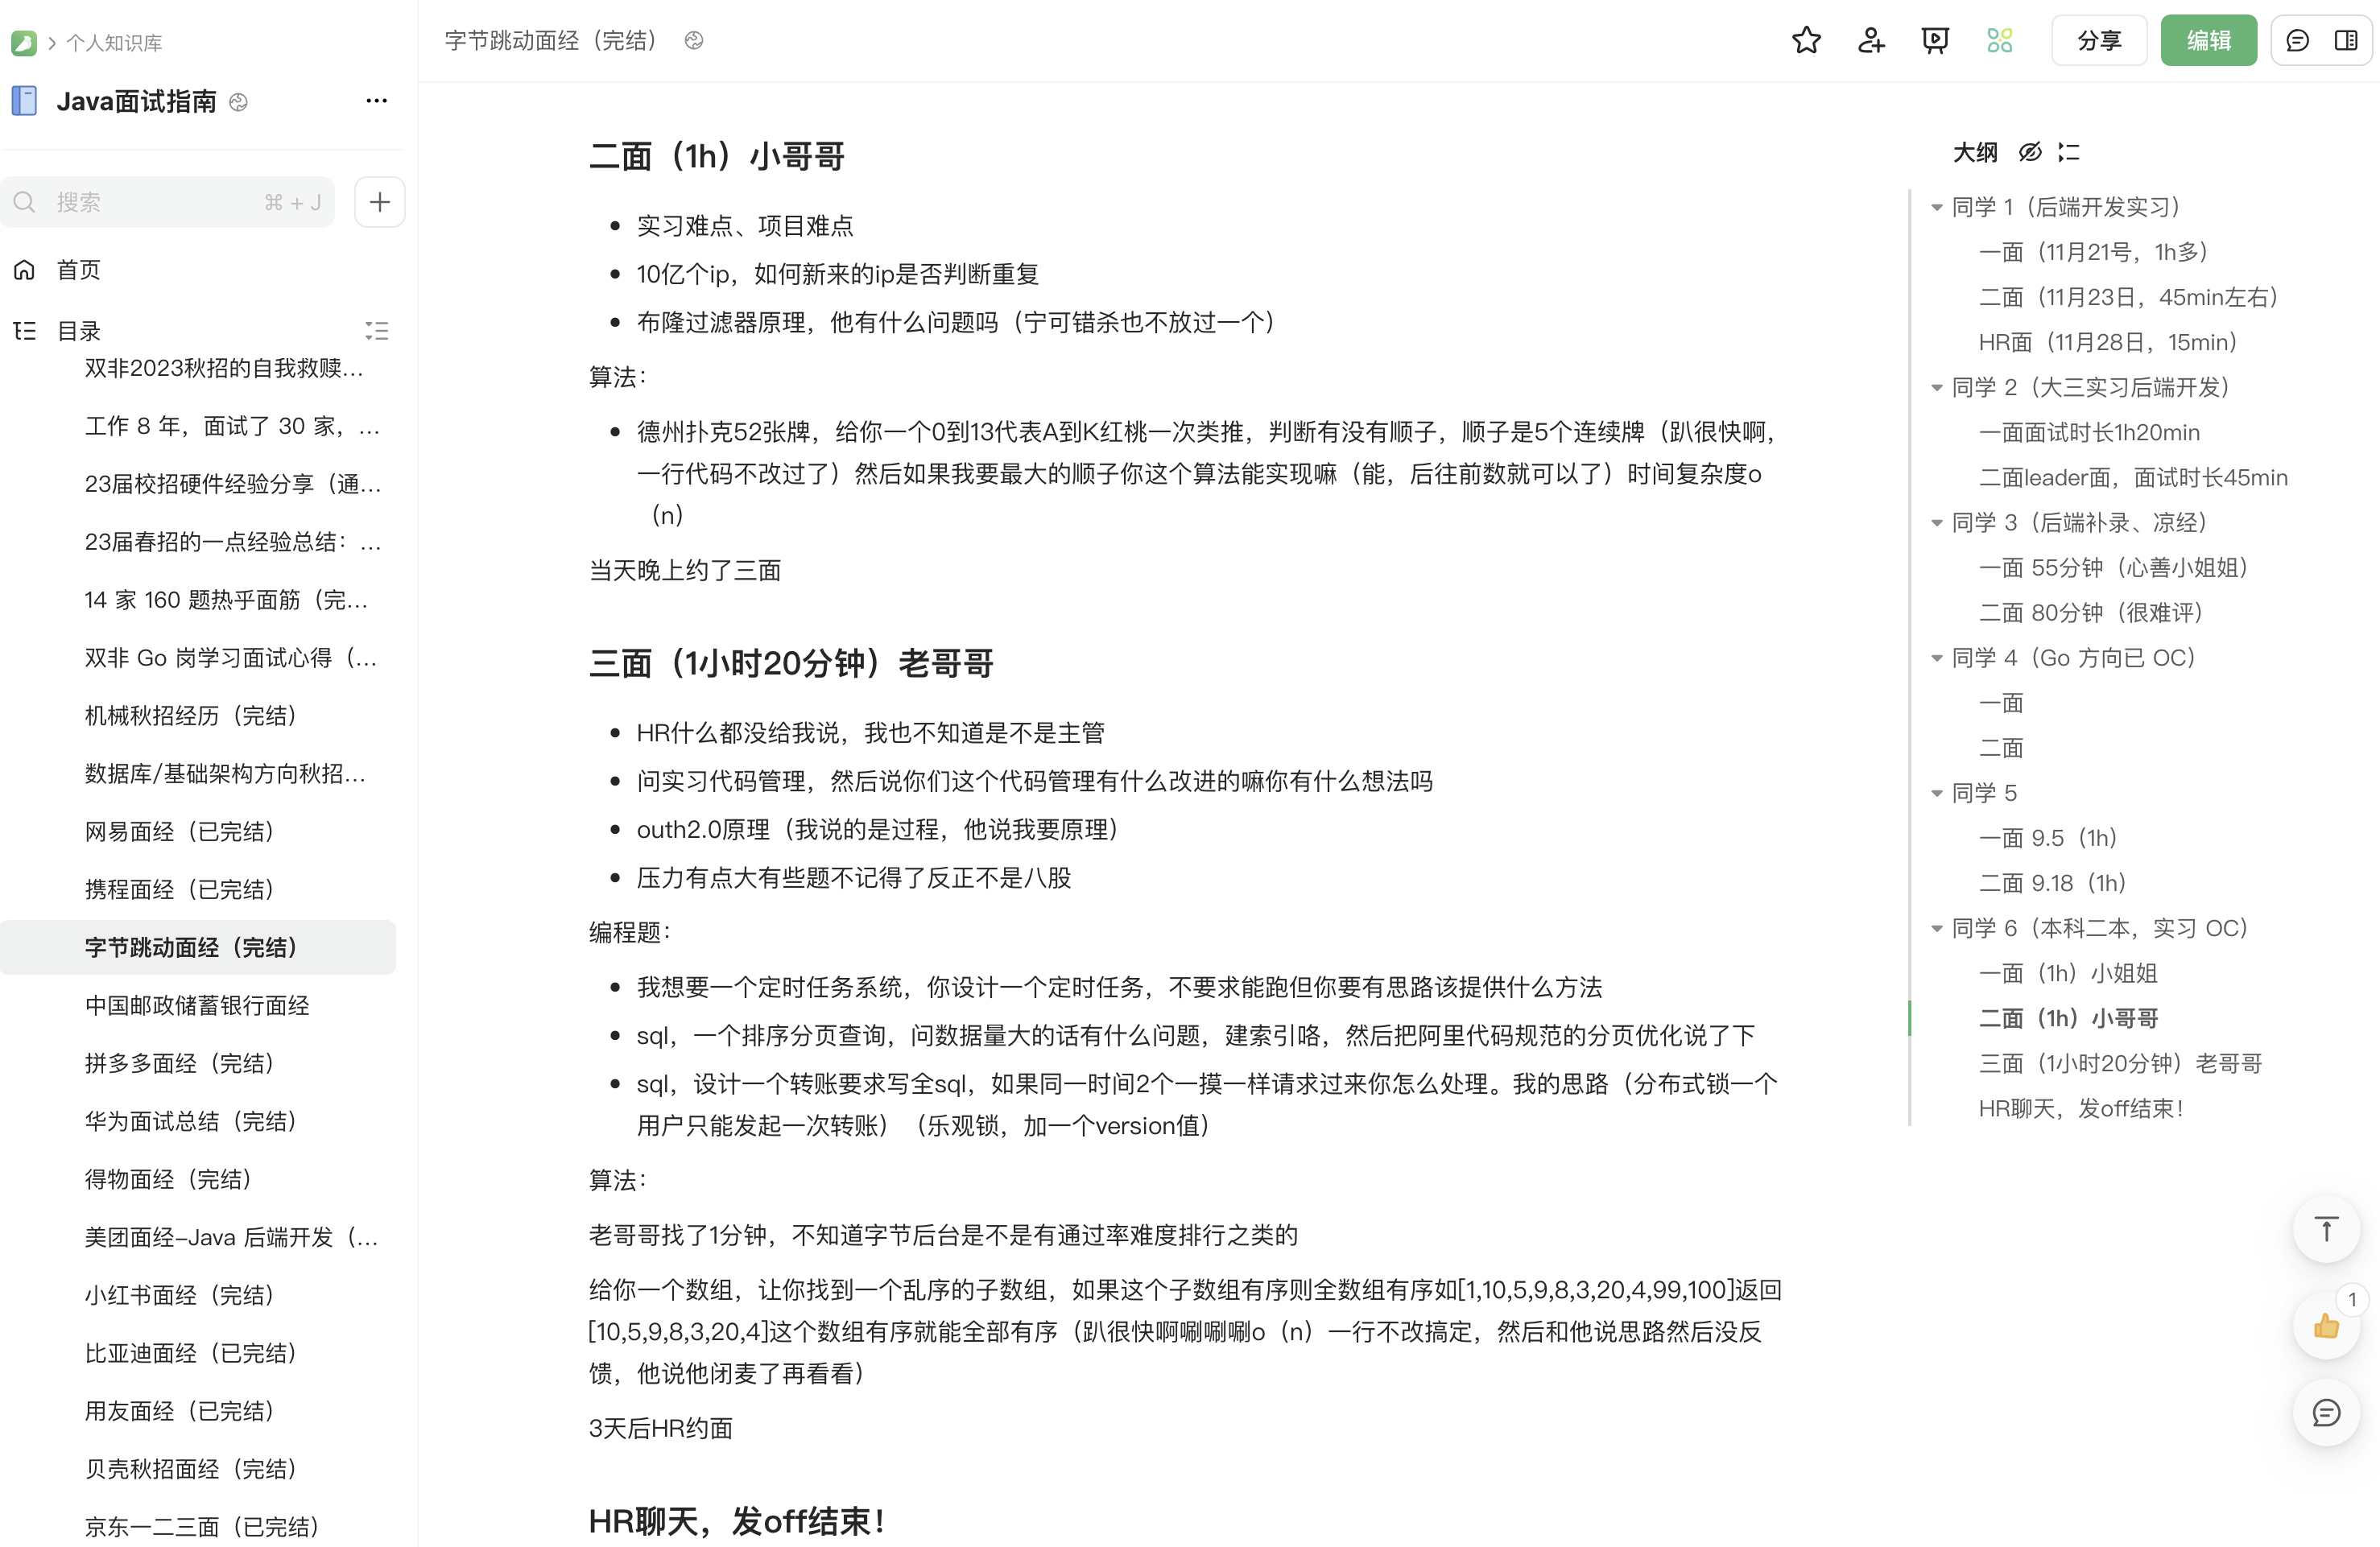 个人知识库
Java面试指南
搜索 ⌘ + J
首页
目录
双非2023秋招的自我救赎...
工作 8 年，面试了 30 家，...
23届校招硬件经验分享（通...
23届春招的一点经验总结：...
14 家 160 题热乎面筋（完...
双非 Go 岗学习面试心得（...
机械秋招经历（完结）
数据库/基础架构方向秋招...
网易面经（已完结）
携程面经（已完结）
字节跳动面经（完结）
中国邮政储蓄银行面经
拼多多面经（完结）
华为面试总结（完结）
得物面经（完结）
美团面经-Java 后端开发（...
小红书面经（完结）
比亚迪面经（已完结）
用友面经（已完结）
贝壳秋招面经（完结）
京东一二三面（已完结）
字节跳动面经（完结）
分享
编辑
二面（1h）小哥哥
实习难点、项目难点
10亿个ip，如何新来的ip是否判断重复
布隆过滤器原理，他有什么问题吗（宁可错杀也不放过一个）
算法：
德州扑克52张牌，给你一个0到13代表A到K红桃一次类推，判断有没有顺子，顺子是5个连续牌（趴很快啊，
一行代码不改过了）然后如果我要最大的顺子你这个算法能实现嘛（能，后往前数就可以了）时间复杂度o
（n）
当天晚上约了三面
三面（1小时20分钟）老哥哥
HR什么都没给我说，我也不知道是不是主管
问实习代码管理，然后说你们这个代码管理有什么改进的嘛你有什么想法吗
outh2.0原理（我说的是过程，他说我要原理）
压力有点大有些题不记得了反正不是八股
编程题：
我想要一个定时任务系统，你设计一个定时任务，不要求能跑但你要有思路该提供什么方法
sql，一个排序分页查询，问数据量大的话有什么问题，建索引咯，然后把阿里代码规范的分页优化说了下
sql，设计一个转账要求写全sql，如果同一时间2个一摸一样请求过来你怎么处理。我的思路（分布式锁一个
用户只能发起一次转账）（乐观锁，加一个version值）
算法：
老哥哥找了1分钟，不知道字节后台是不是有通过率难度排行之类的
给你一个数组，让你找到一个乱序的子数组，如果这个子数组有序则全数组有序如[1,10,5,9,8,3,20,4,99,100]返回
[10,5,9,8,3,20,4]这个数组有序就能全部有序（趴很快啊唰唰唰o（n）一行不改搞定，然后和他说思路然后没反
馈，他说他闭麦了再看看）
3天后HR约面
HR聊天，发off结束！
大纲
同学 1（后端开发实习）
一面（11月21号，1h多）
二面（11月23日，45min左右）
HR面（11月28日，15min）
同学 2（大三实习后端开发）
一面面试时长1h20min
二面leader面，面试时长45min
同学 3（后端补录、凉经）
一面 55分钟（心善小姐姐）
二面 80分钟（很难评）
同学 4（Go 方向已 OC）
一面
二面
同学 5
一面 9.5（1h）
二面 9.18（1h）
同学 6（本科二本，实习 OC）
一面（1h）小姐姐
二面（1h）小哥哥
三面（1小时20分钟）老哥哥
HR聊天，发off结束！
1